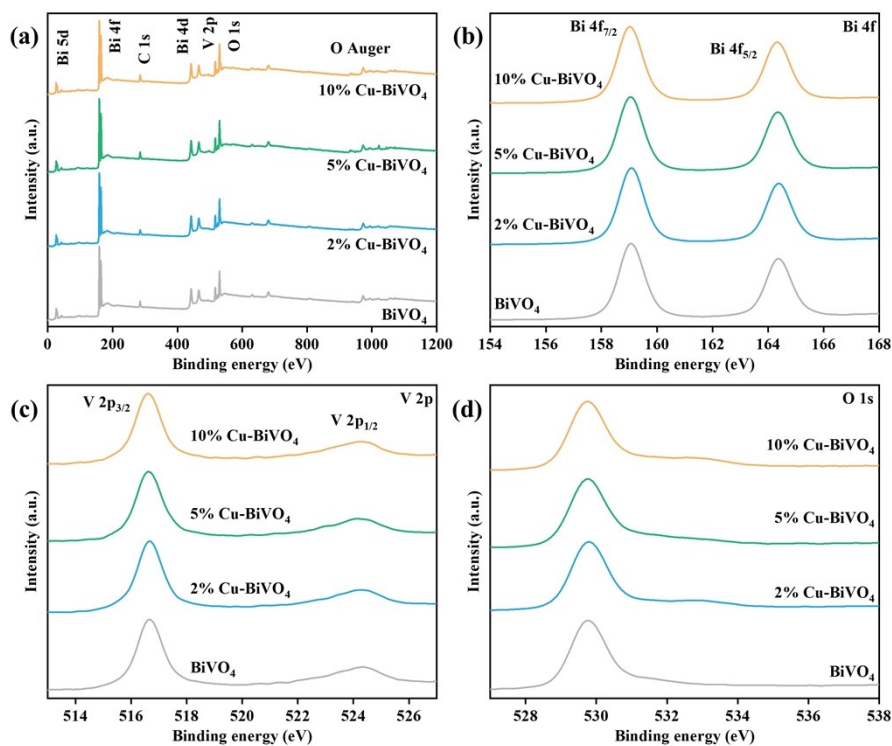 (a)
Bi 5d
Bi 4f
C 1s
Bi 4d
V 2p
O 1s
O Auger
10% Cu-BiVO₄
5% Cu-BiVO₄
2% Cu-BiVO₄
BiVO₄
Intensity (a.u.)
0 200 400 600 800 1000 1200
Binding energy (eV)
(b)
Bi 4f₇/₂
Bi 4f₅/₂
Bi 4f
10% Cu-BiVO₄
5% Cu-BiVO₄
2% Cu-BiVO₄
BiVO₄
Intensity (a.u.)
154 156 158 160 162 164 166 168
Binding energy (eV)
(c)
V 2p₃/₂
V 2p₁/₂
V 2p
10% Cu-BiVO₄
5% Cu-BiVO₄
2% Cu-BiVO₄
BiVO₄
Intensity (a.u.)
514 516 518 520 522 524 526
Binding energy (eV)
(d)
O 1s
10% Cu-BiVO₄
5% Cu-BiVO₄
2% Cu-BiVO₄
BiVO₄
Intensity (a.u.)
528 530 532 534 536 538
Binding energy (eV)